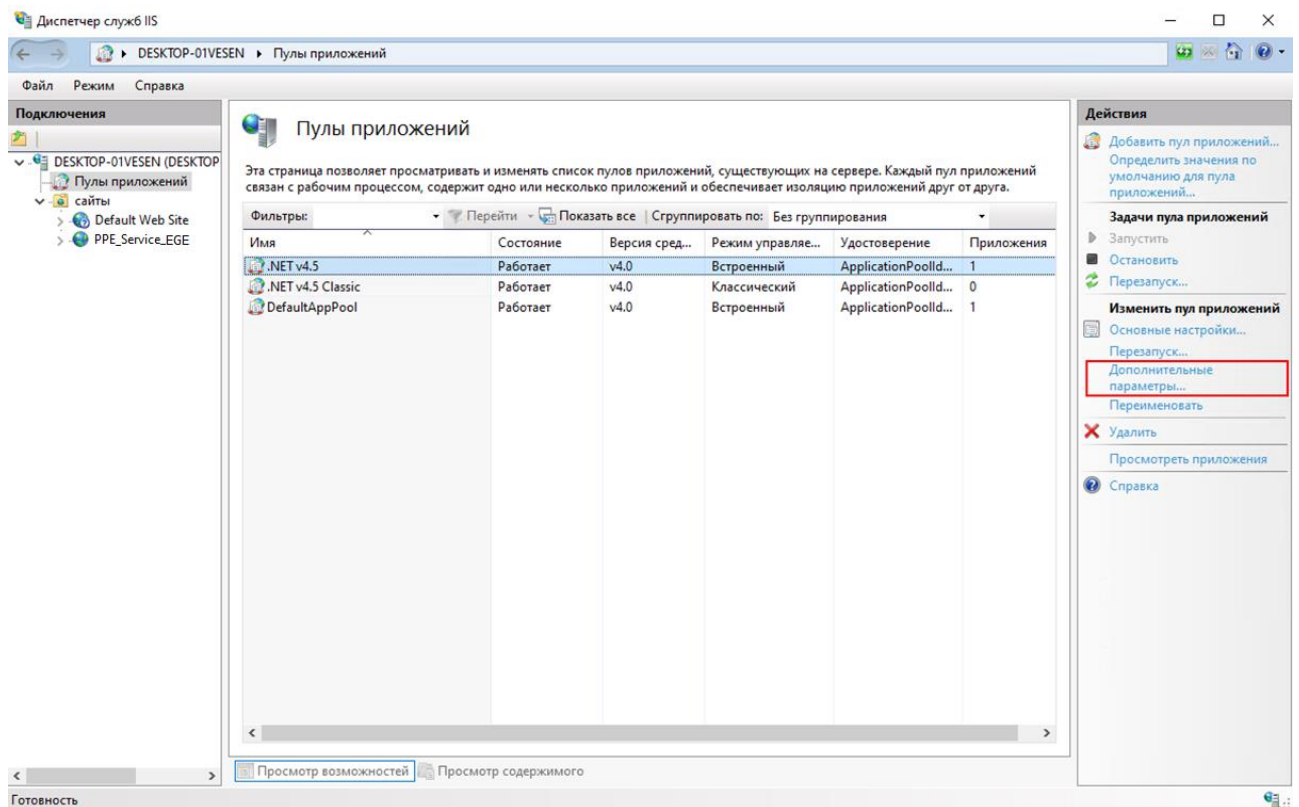 Диспетчер служб IIS
DESKTOP-01VESEN
Пулы приложений
Файл Режим Справка
Подключения
DESKTOP-01VESEN (DESKTOP
Пулы приложений
сайты
Default Web Site
PPE_Service_EGE
Пулы приложений
Эта страница позволяет просматривать и изменять список пулов приложений, существующих на сервере. Каждый пул приложений
связан с рабочим процессом, содержит одно или несколько приложений и обеспечивает изоляцию приложений друг от друга.
Фильтры: Перейти Показать все Сгруппировать по: Без группирования
Имя Состояние Версия сред... Режим управляе... Удостоверение Приложения
.NET v4.5 Работает v4.0 Встроенный ApplicationPoolId... 1
.NET v4.5 Classic Работает v4.0 Классический ApplicationPoolId... 0
DefaultAppPool Работает v4.0 Встроенный ApplicationPoolId... 1
Просмотр возможностей Просмотр содержимого
Действия
Добавить пул приложений...
Определить значения по
умолчанию для пула
приложений...
Задачи пула приложений
Запустить
Остановить
Перезапуск...
Изменить пул приложений
Основные настройки...
Перезапуск...
Дополнительные
параметры...
Переименовать
Удалить
Просмотреть приложения
Справка
Готовность